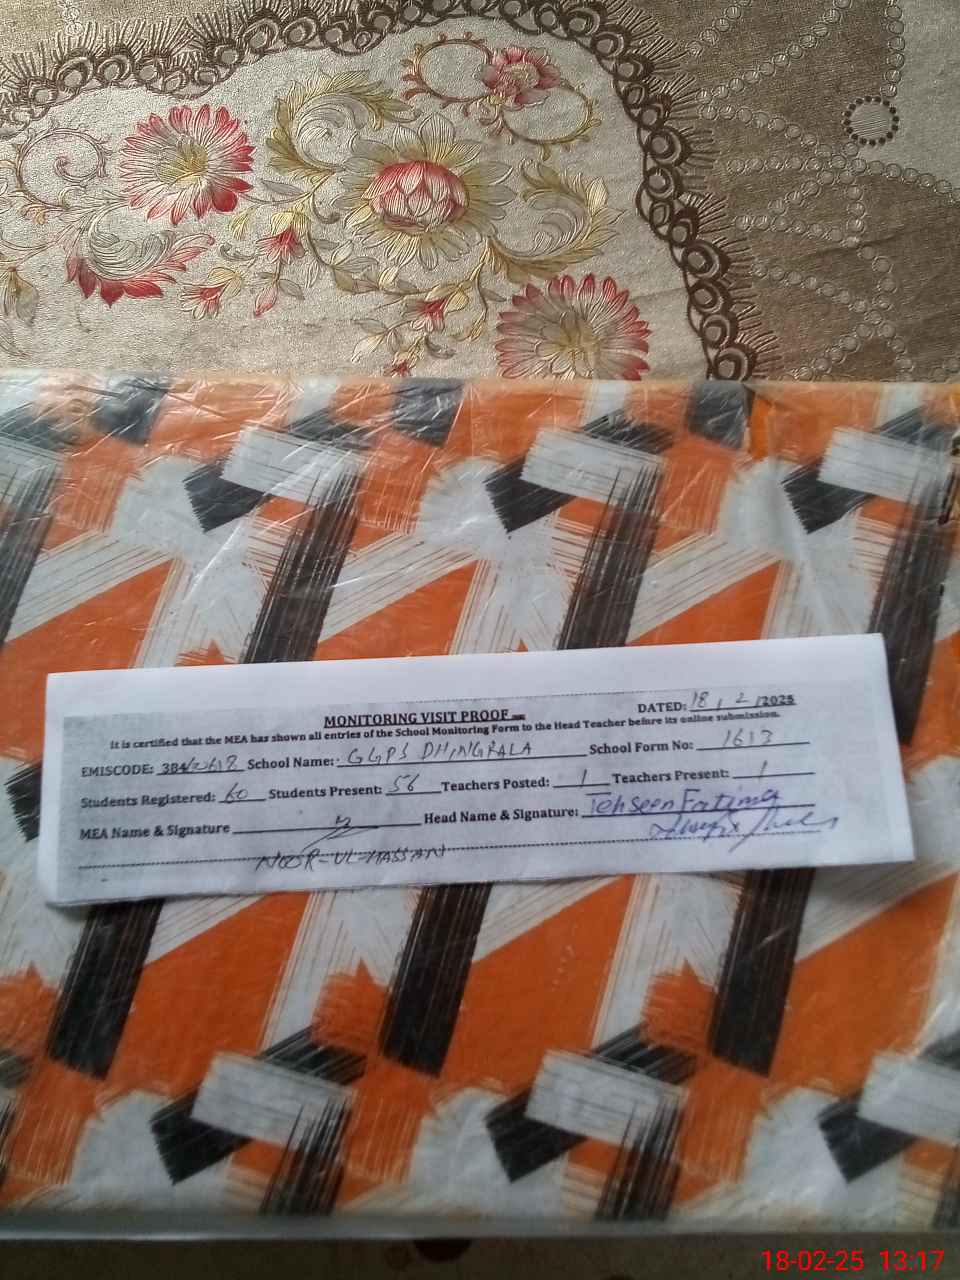 MONITORING VISIT PROOF
DATED: 18 / 2 /2025
It is certified that the MEA has shown all entries of the School Monitoring Form to the Head Teacher before its online submission.
EMISCODE: 384 School Name: GGPS DHINGRALA School Form No: 1613
Students Registered: 60 Students Present: 56 Teachers Posted: 1 Teachers Present: 1
MEA Name & Signature Head Name & Signature: Tehseen Fatima
NOOR-UL-HASSAN
18-02-25 13:17